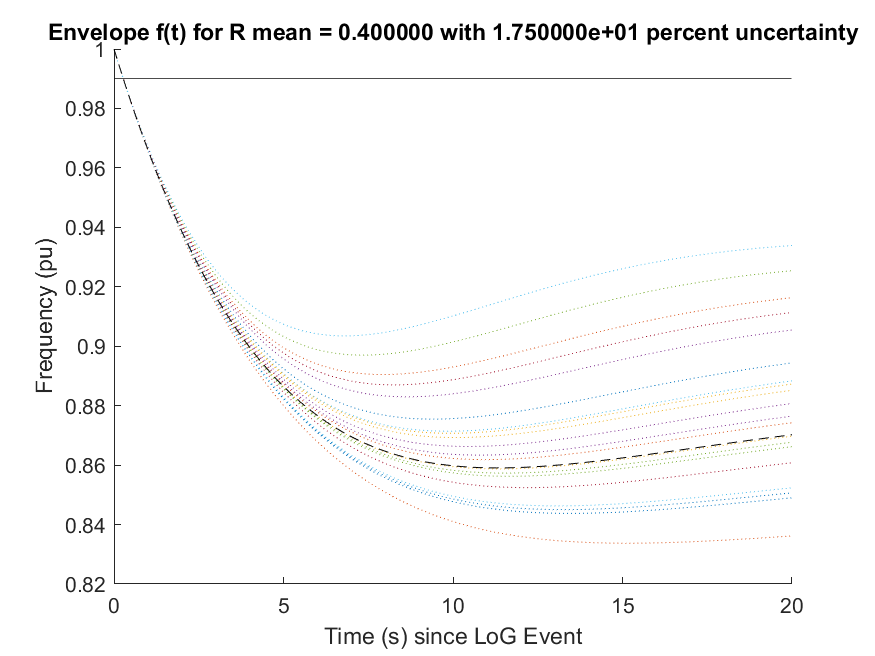 Envelope f(t) for R mean = 0.400000 with 1.750000e+01 percent uncertainty
1
0.98
0.96
0.94
0.92
0.9
0.88
0.86
0.84
0.82
Frequency (pu)
0 5 10 15 20
Time (s) since LoG Event